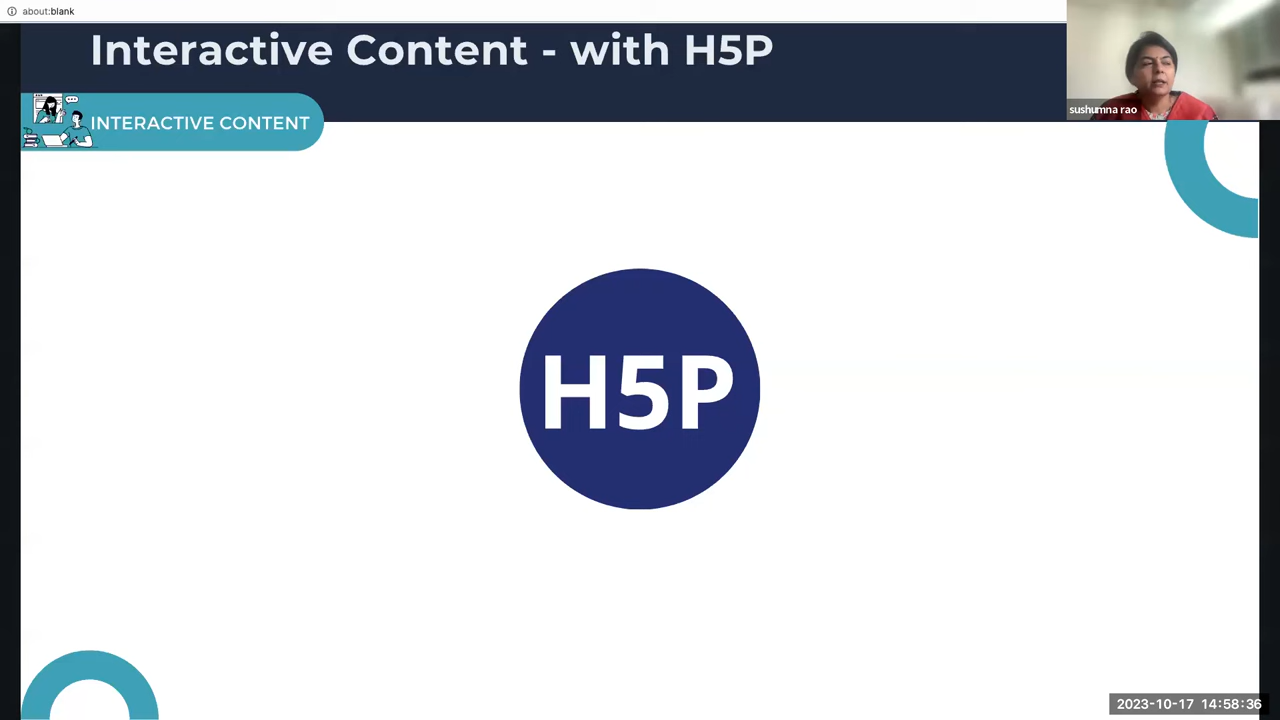 about:blank
Interactive Content - with H5P
sushumna rao
INTERACTIVE CONTENT
H5P
2023-10-17 14:58:36